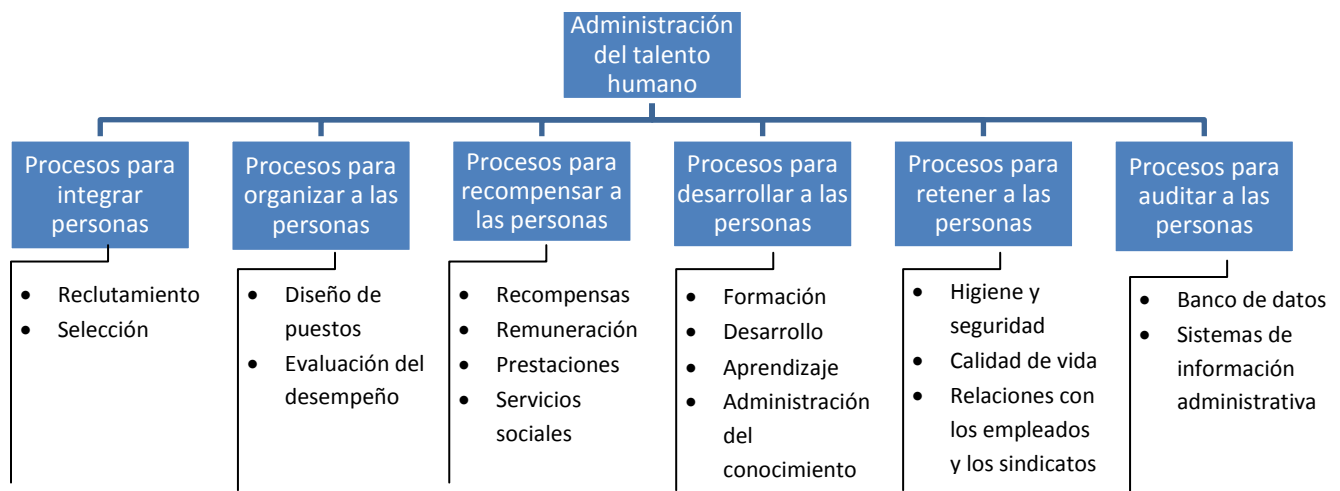 Administración
del talento
humano
Procesos para
integrar
personas
Procesos para
organizar a las
personas
Procesos para
recompensar a
las personas
Procesos para
desarrollar a las
personas
Procesos para
retener a las
personas
Procesos para
auditar a las
personas
• Reclutamiento
• Selección
• Diseño de
puestos
• Evaluación del
desempeño
• Recompensas
• Remuneración
• Prestaciones
• Servicios
sociales
• Formación
• Desarrollo
• Aprendizaje
• Administración
del
conocimiento
• Higiene y
seguridad
• Calidad de vida
• Relaciones con
los empleados
y los sindicatos
• Banco de datos
• Sistemas de
información
administrativa